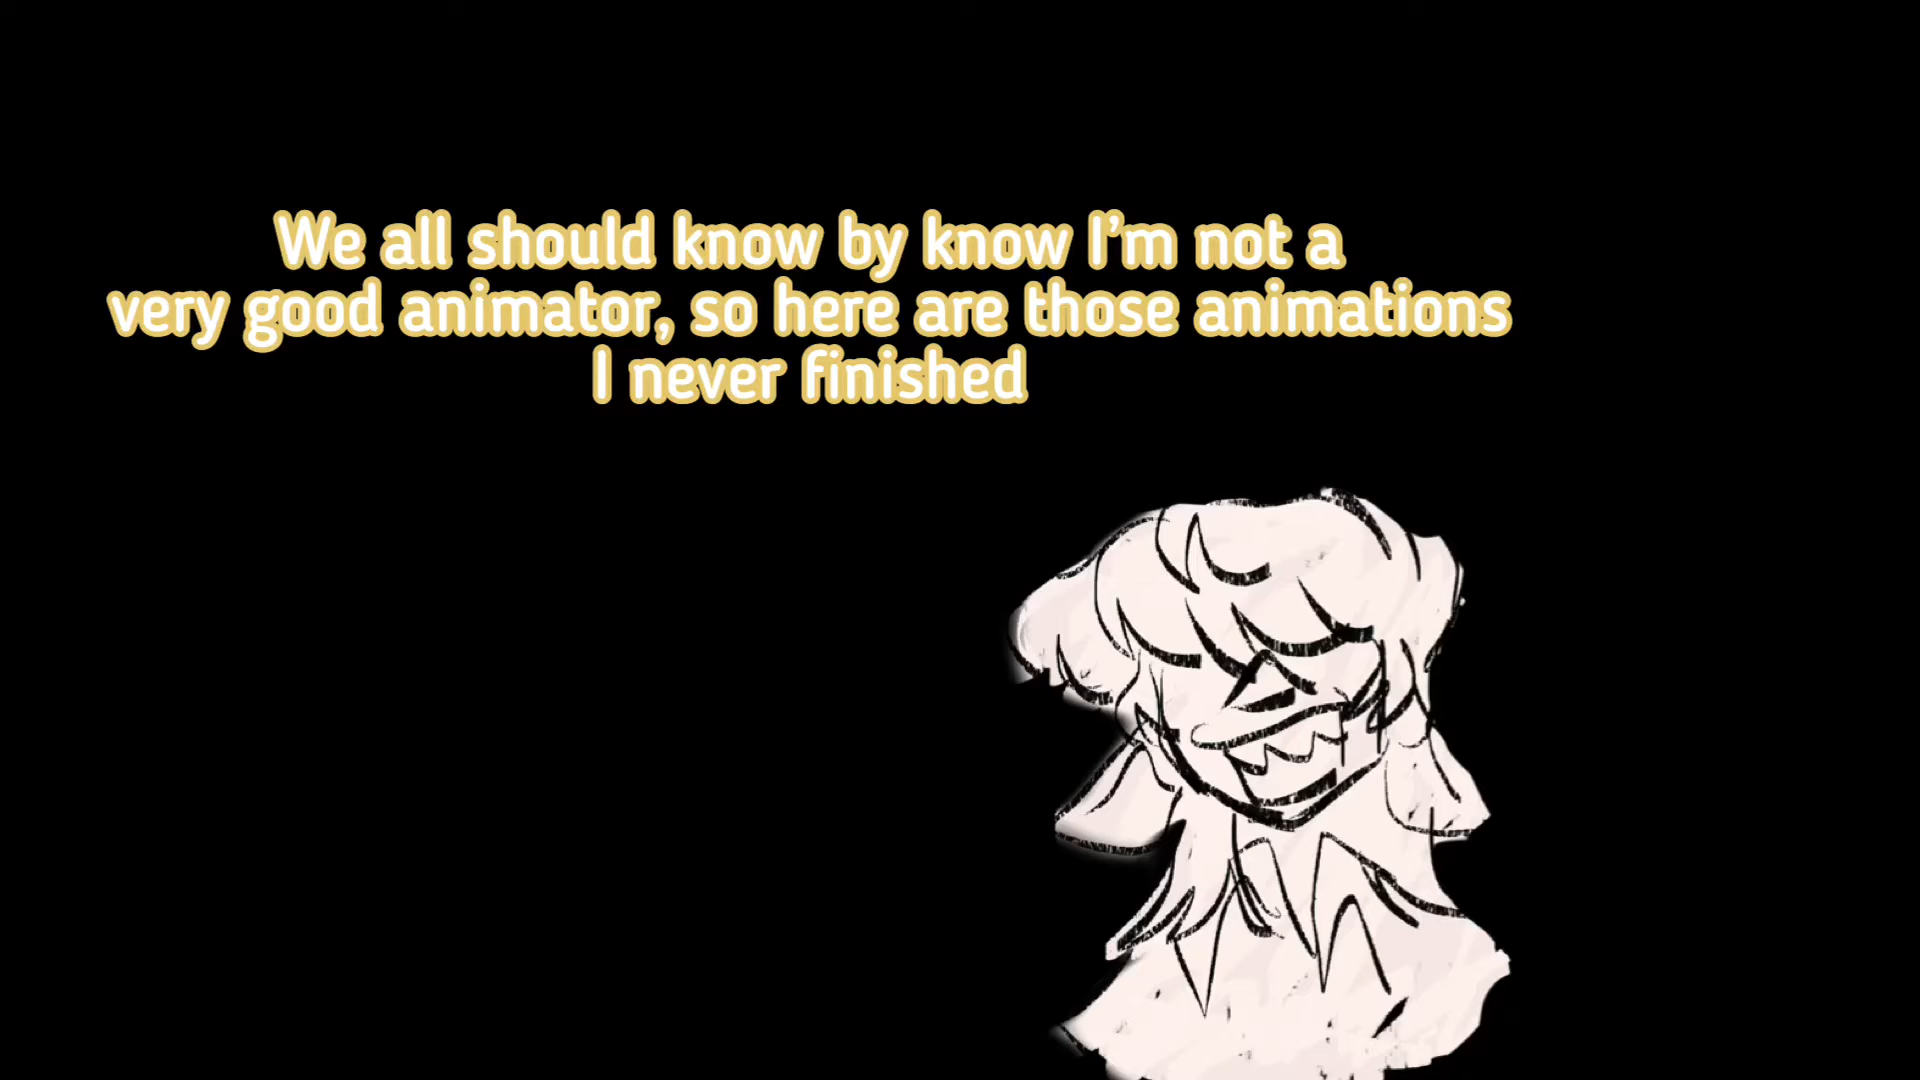 We all should know by know I’m not a
very good animator, so here are those animations
I never finished